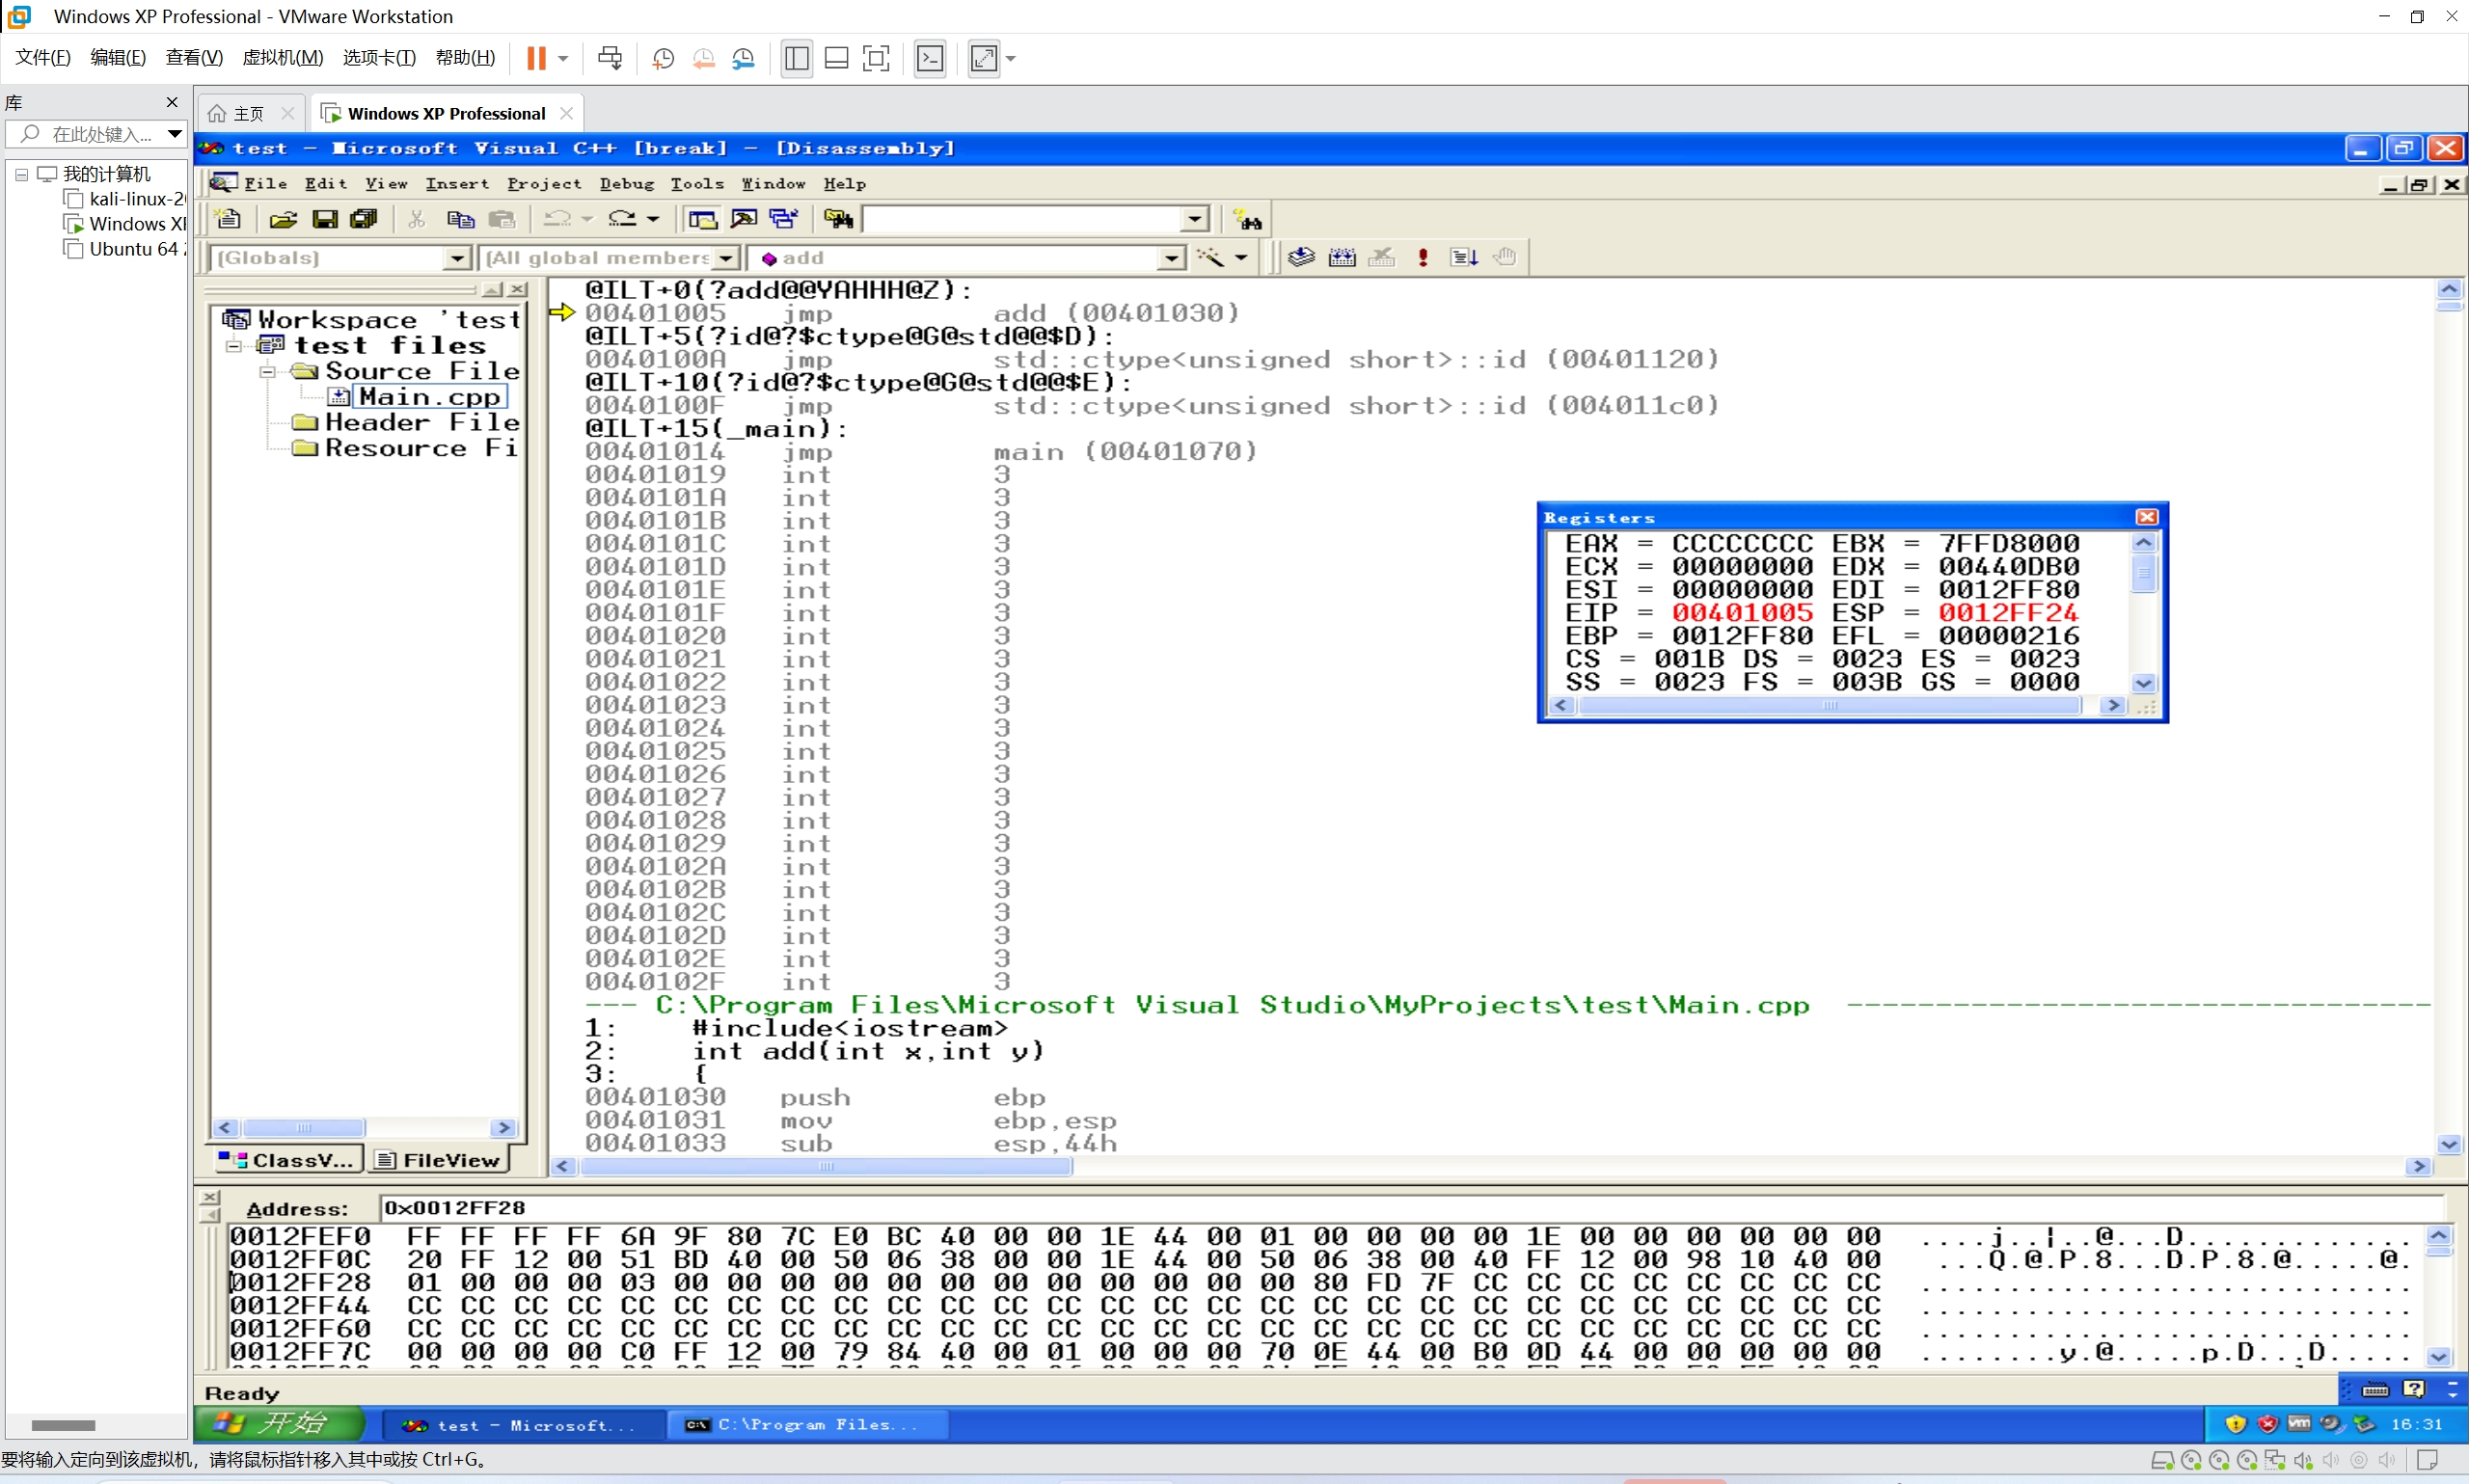 Windows XP Professional - VMware Workstation
文件(F) 编辑(E) 查看(V) 虚拟机(M) 选项卡(T) 帮助(H)
库
在此处键入...
我的计算机
kali-linux-2
Windows XP
Ubuntu 64
主页
Windows XP Professional
test - Microsoft Visual C++ [break] - [Disassembly]
File Edit View Insert Project Debug Tools Window Help
(Globals) (All global members add
Workspace 'test
test files
Source File
Main.cpp
Header File
Resource Fi
ClassV... FileView
@ILT+0(?add@@YAHHH@Z):
00401005 jmp add (00401030)
@ILT+5(?id@?$ctype@G@std@@$D):
0040100A jmp std::ctype<unsigned short>::id (00401120)
@ILT+10(?id@?$ctype@G@std@@$E):
0040100F jmp std::ctype<unsigned short>::id (004011c0)
@ILT+15(_main):
00401014 jmp main (00401070)
00401019 int 3
0040101A int 3
0040101B int 3
0040101C int 3
0040101D int 3
0040101E int 3
0040101F int 3
00401020 int 3
00401021 int 3
00401022 int 3
00401023 int 3
00401024 int 3
00401025 int 3
00401026 int 3
00401027 int 3
00401028 int 3
00401029 int 3
0040102A int 3
0040102B int 3
0040102C int 3
0040102D int 3
0040102E int 3
0040102F int 3
--- C:\Program Files\Microsoft Visual Studio\MyProjects\test\Main.cpp ---------------------------------
1: #include<iostream>
2: int add(int x,int y)
3: {
00401030 push ebp
00401031 mov ebp,esp
00401033 sub esp,44h
Registers
EAX = CCCCCCCC EBX = 7FFD8000
ECX = 00000000 EDX = 00440DB0
ESI = 00000000 EDI = 0012FF80
EIP = 00401005 ESP = 0012FF24
EBP = 0012FF80 EFL = 00000216
CS = 001B DS = 0023 ES = 0023
SS = 0023 FS = 003B GS = 0000
Address: 0x0012FF28
0012FEF0 FF FF FF FF 6A 9F 80 7C E0 BC 40 00 00 1E 44 00 01 00 00 00 00 1E 00 00 00 00 00 00 ....j..¦..@...D.............
0012FF0C 20 FF 12 00 51 BD 40 00 50 06 38 00 00 1E 44 00 50 06 38 00 40 FF 12 00 98 10 40 00 ...Q.@.P.8...D.P.8.@.....@.
0012FF28 01 00 00 00 03 00 00 00 00 00 00 00 00 00 00 00 00 80 FD 7F CC CC CC CC CC CC CC CC ............................
0012FF44 CC CC CC CC CC CC CC CC CC CC CC CC CC CC CC CC CC CC CC CC CC CC CC CC CC CC CC CC ............................
0012FF60 CC CC CC CC CC CC CC CC CC CC CC CC CC CC CC CC CC CC CC CC CC CC CC CC CC CC CC CC ............................
0012FF7C 00 00 00 00 C0 FF 12 00 79 84 40 00 01 00 00 00 70 0E 44 00 B0 0D 44 00 00 00 00 00 ........y.@.....p.D...D.....
Ready
开始 test - Microsoft... C:\Program Files... 16:31
要将输入定向到该虚拟机，请将鼠标指针移入其中或按 Ctrl+G。